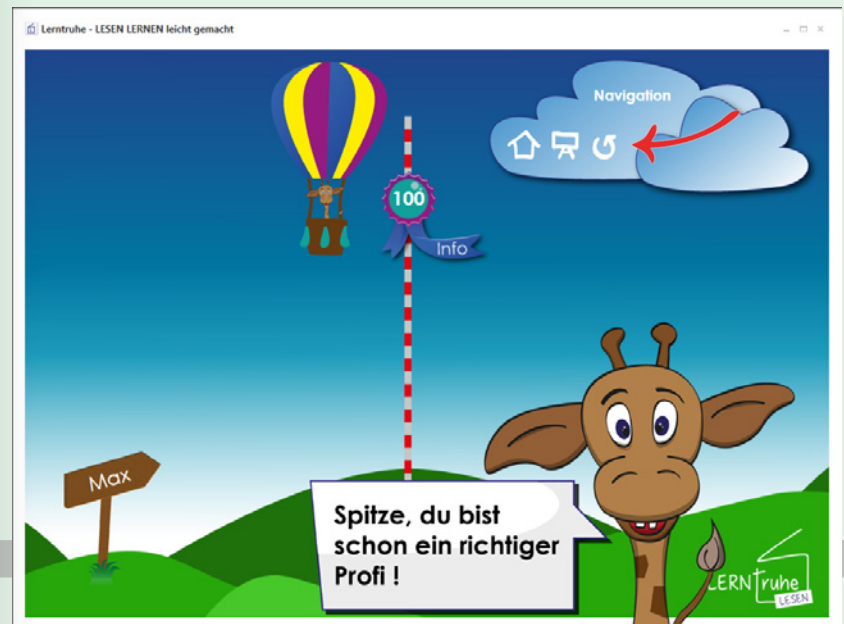 Lerntruhe - LESEN LERNEN leicht gemacht
Navigation
100
Info
Max
Spitze, du bist
schon ein richtiger
Profi !
LERNTruhe
LESEN